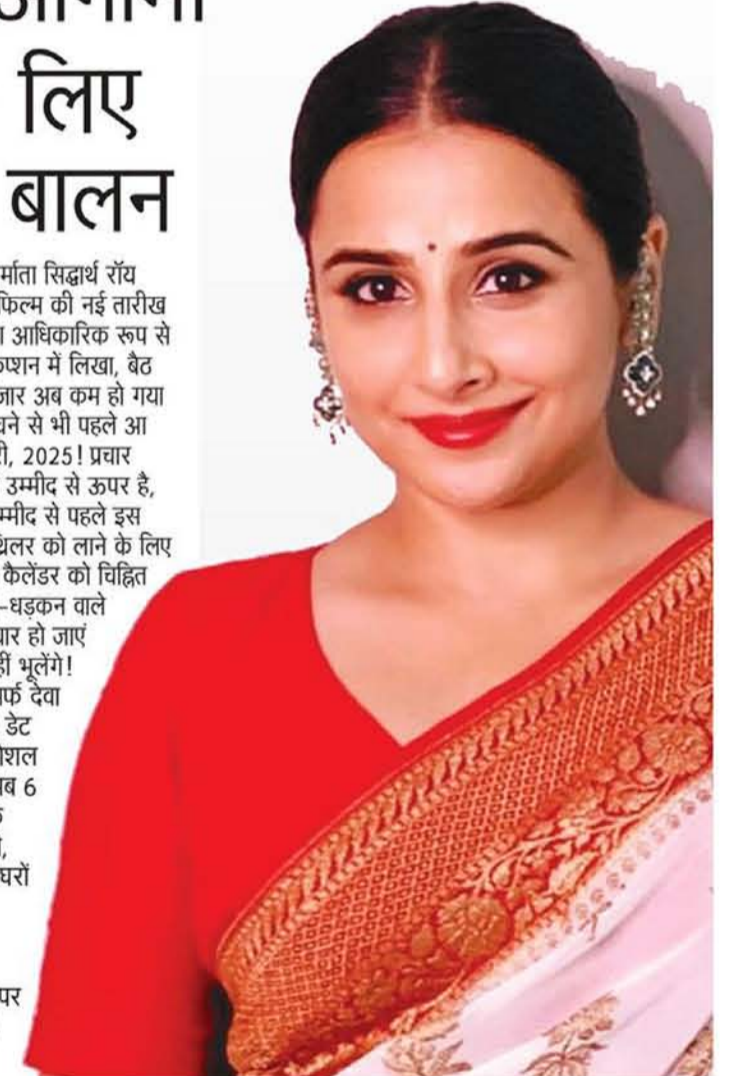 लिए
बालन
र्माता सिद्धार्थ रॉय
फिल्म की नई तारीख
आधिकारिक रूप से
प्शन में लिखा, बैठ
जार अब कम हो गया
चने से भी पहले आ
री, 2025! प्रचार
उम्मीद से ऊपर है,
म्मीद से पहले इस
थ्रिलर को लाने के लिए
कैलेंडर को चिह्नित
-धड़कन वाले
यार हो जाएं
हीं भूलेंगे!
र्फ देवा
डेट
ोशल
ब 6
,
घरों
पर